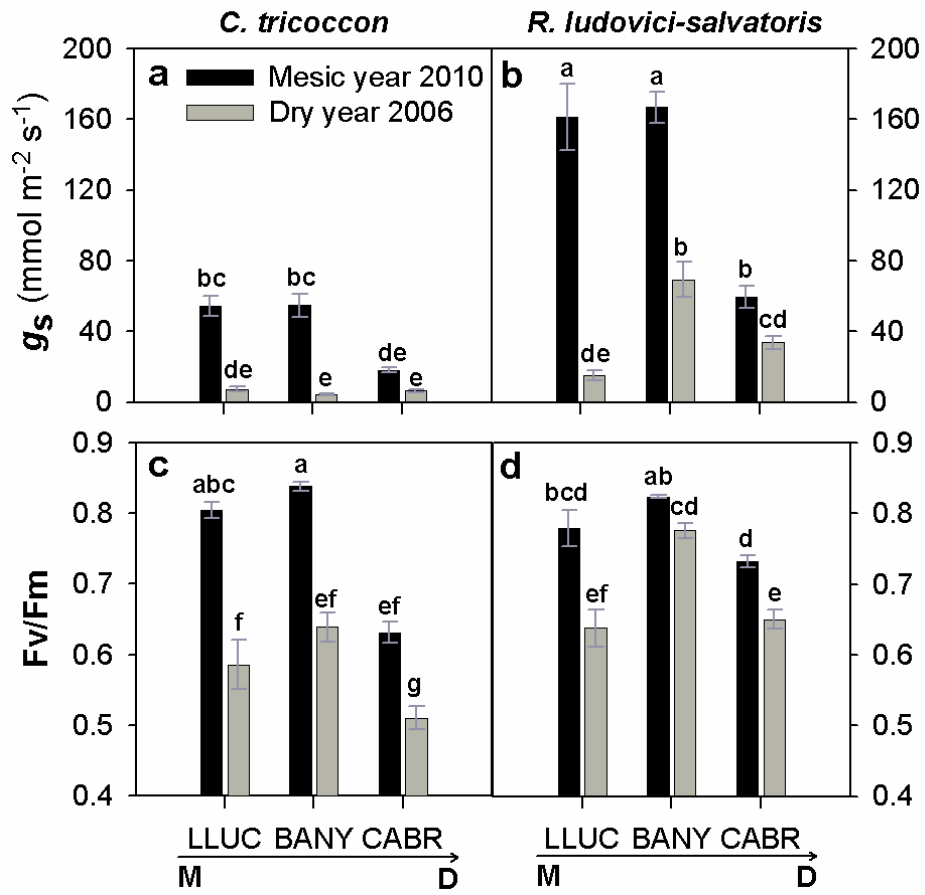 C. tricoccon
R. ludovici-salvatoris
200
160
120
80
40
0
gs (mmol m-2 s-1)
a
Mesic year 2010
Dry year 2006
bc
de
bc
e
de
e
b
a
de
a
b
b
cd
200
160
120
80
40
0
0.9
0.8
0.7
0.6
0.5
0.4
Fv/Fm
c
abc
f
a
ef
ef
g
d
bcd
ef
ab
cd
d
e
0.9
0.8
0.7
0.6
0.5
0.4
LLUC BANY CABR
M D
LLUC BANY CABR
M D